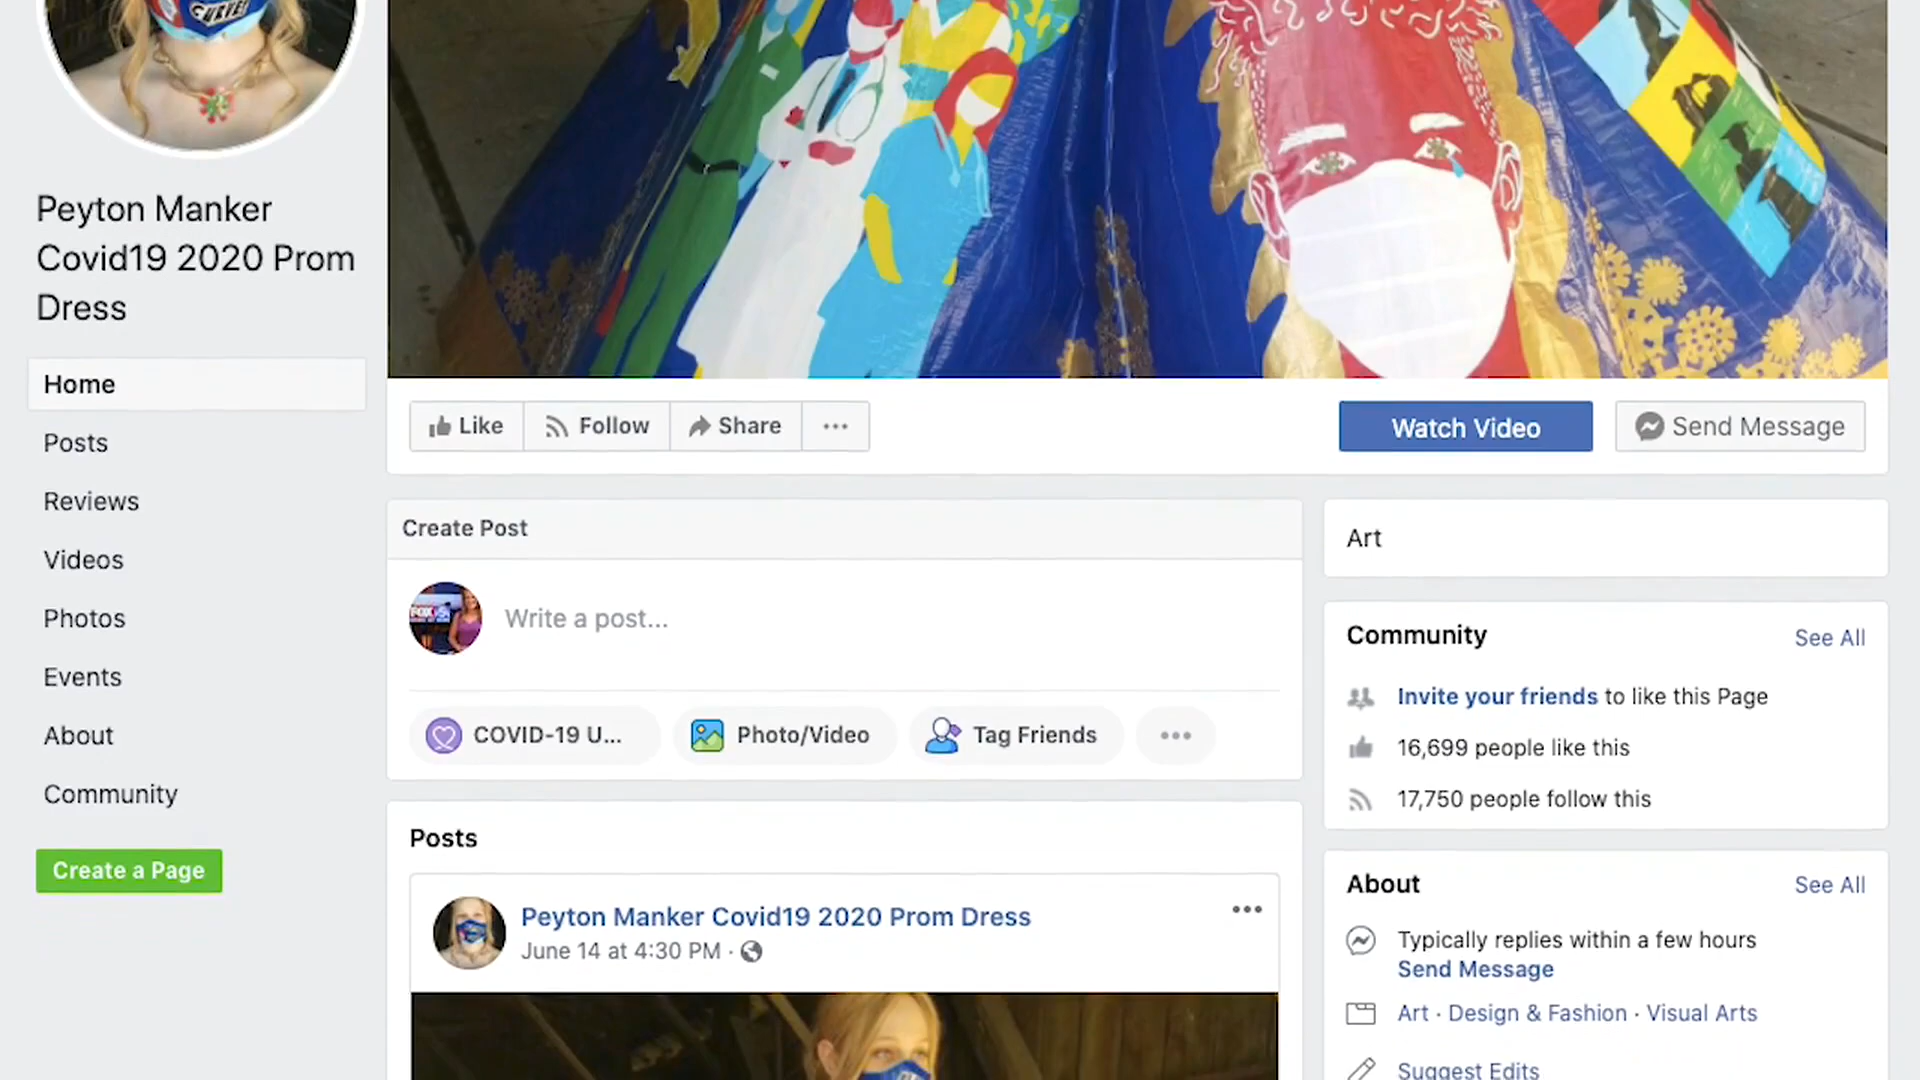 Peyton Manker
Covid19 2020 Prom
Dress
Home
Posts
Reviews
Videos
Photos
Events
About
Community
Create a Page
Like
Follow
Share
Watch Video
Send Message
Create Post
FOX
Write a post...
COVID-19 U...
Photo/Video
Tag Friends
Posts
Peyton Manker Covid19 2020 Prom Dress
June 14 at 4:30 PM ·
Art
Community
See All
Invite your friends to like this Page
16,699 people like this
17,750 people follow this
About
See All
Typically replies within a few hours
Send Message
Art · Design & Fashion · Visual Arts
Suggest Edits